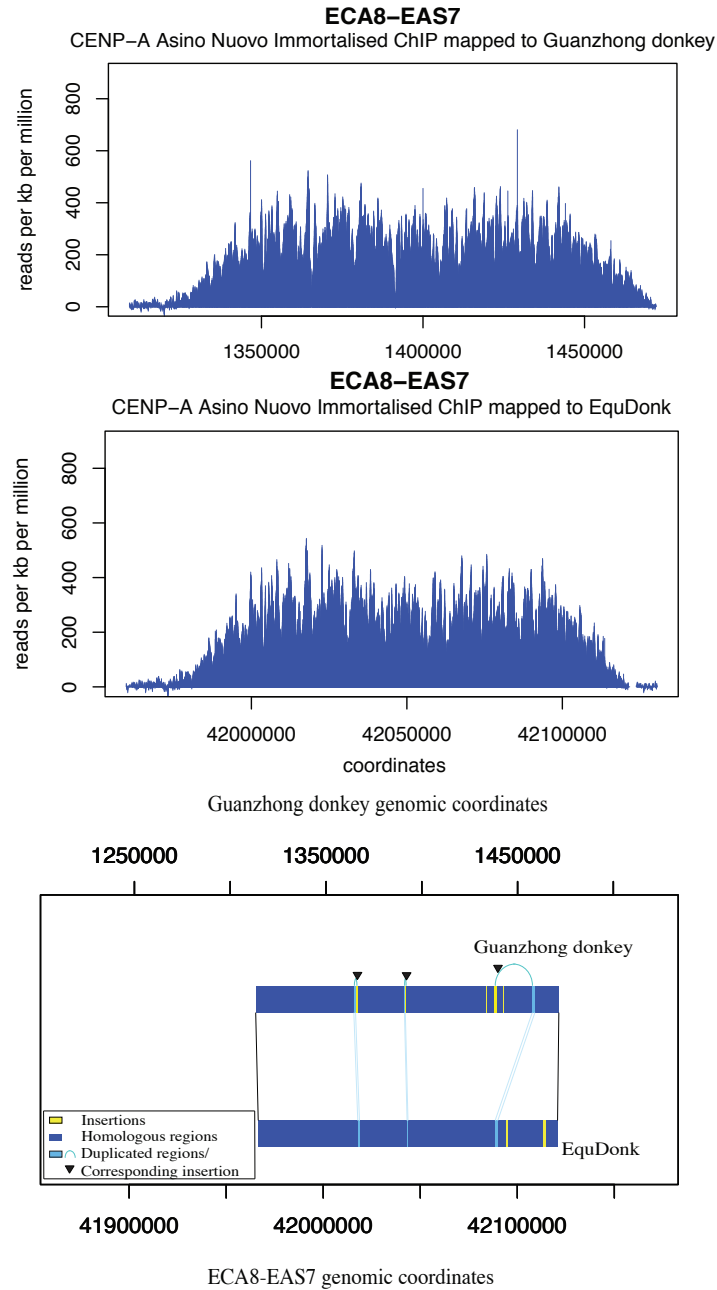 ECA8−EAS7
CENP−A Asino Nuovo Immortalised ChIP mapped to Guanzhong donkey
reads per kb per million
800
600
400
200
0
1350000 1400000 1450000
ECA8−EAS7
CENP−A Asino Nuovo Immortalised ChIP mapped to EquDonk
reads per kb per million
800
600
400
200
0
42000000 42050000 42100000
coordinates
Guanzhong donkey genomic coordinates
1250000 1350000 1450000
Guanzhong donkey
Insertions
Homologous regions
Duplicated regions/
Corresponding insertion
EquDonk
41900000 42000000 42100000
ECA8-EAS7 genomic coordinates